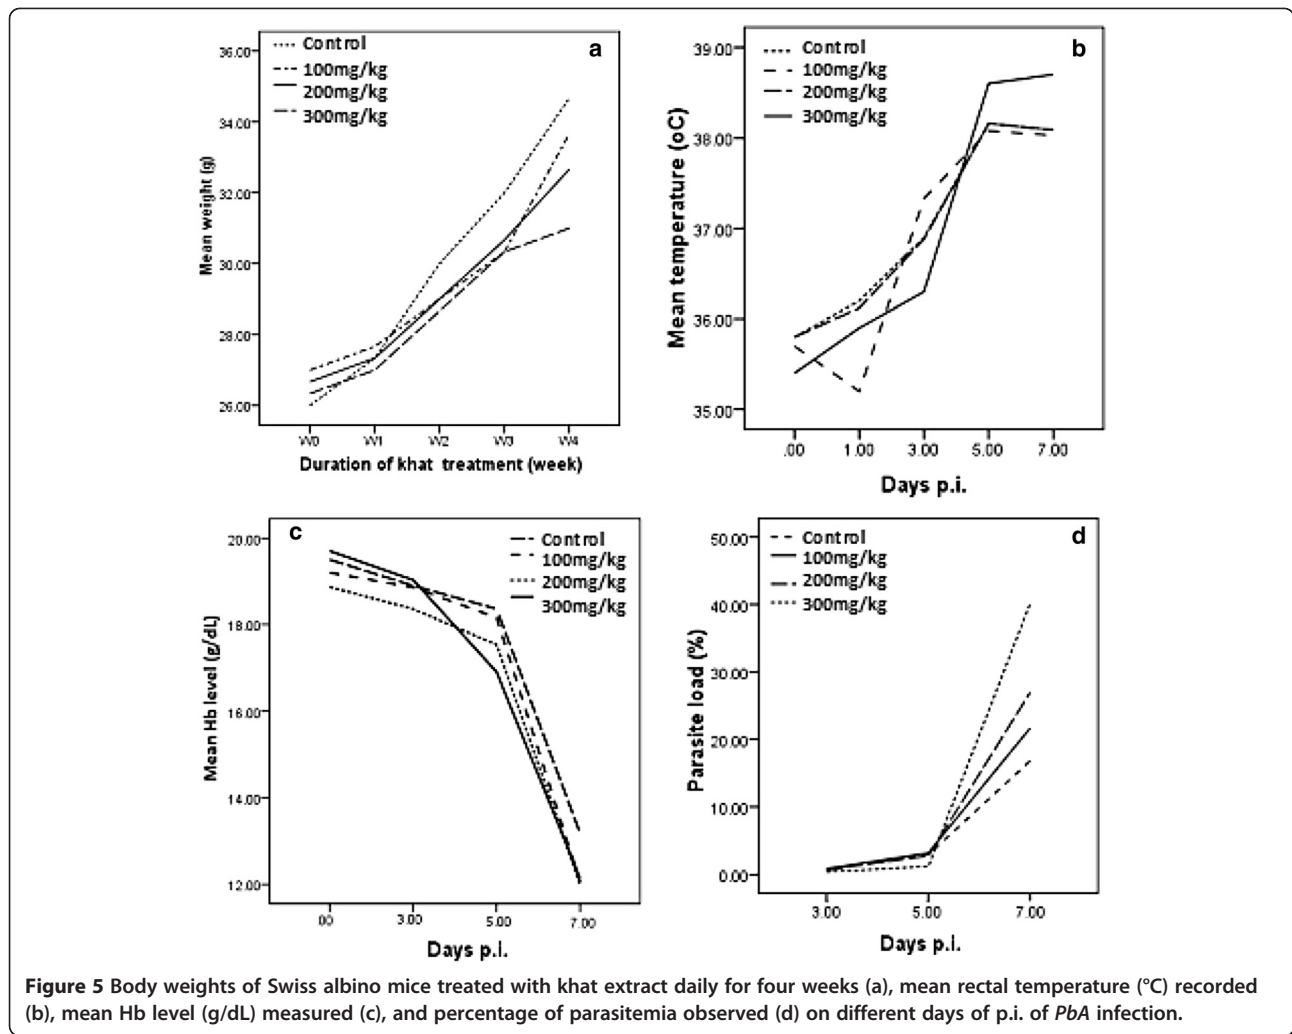 a
Control
100mg/kg
200mg/kg
300mg/kg
36.00
34.00
32.00
30.00
28.00
26.00
Mean weight (g)
W0 W1 W2 W3 W4
Duration of khat treatment (week)
b
Control
100mg/kg
200mg/kg
300mg/kg
39.00
38.00
37.00
36.00
35.00
Mean temperature (oC)
.00 1.00 3.00 5.00 7.00
Days p.i.
c
Control
100mg/kg
200mg/kg
300mg/kg
20.00
18.00
16.00
14.00
12.00
Mean Hb level (g/dL)
.00 3.00 5.00 7.00
Days p.i.
d
Control
100mg/kg
200mg/kg
300mg/kg
50.00
40.00
30.00
20.00
10.00
0.00
Parasite load (%)
3.00 5.00 7.00
Days p.i.
Figure 5 Body weights of Swiss albino mice treated with khat extract daily for four weeks (a), mean rectal temperature (°C) recorded
(b), mean Hb level (g/dL) measured (c), and percentage of parasitemia observed (d) on different days of p.i. of PbA infection.